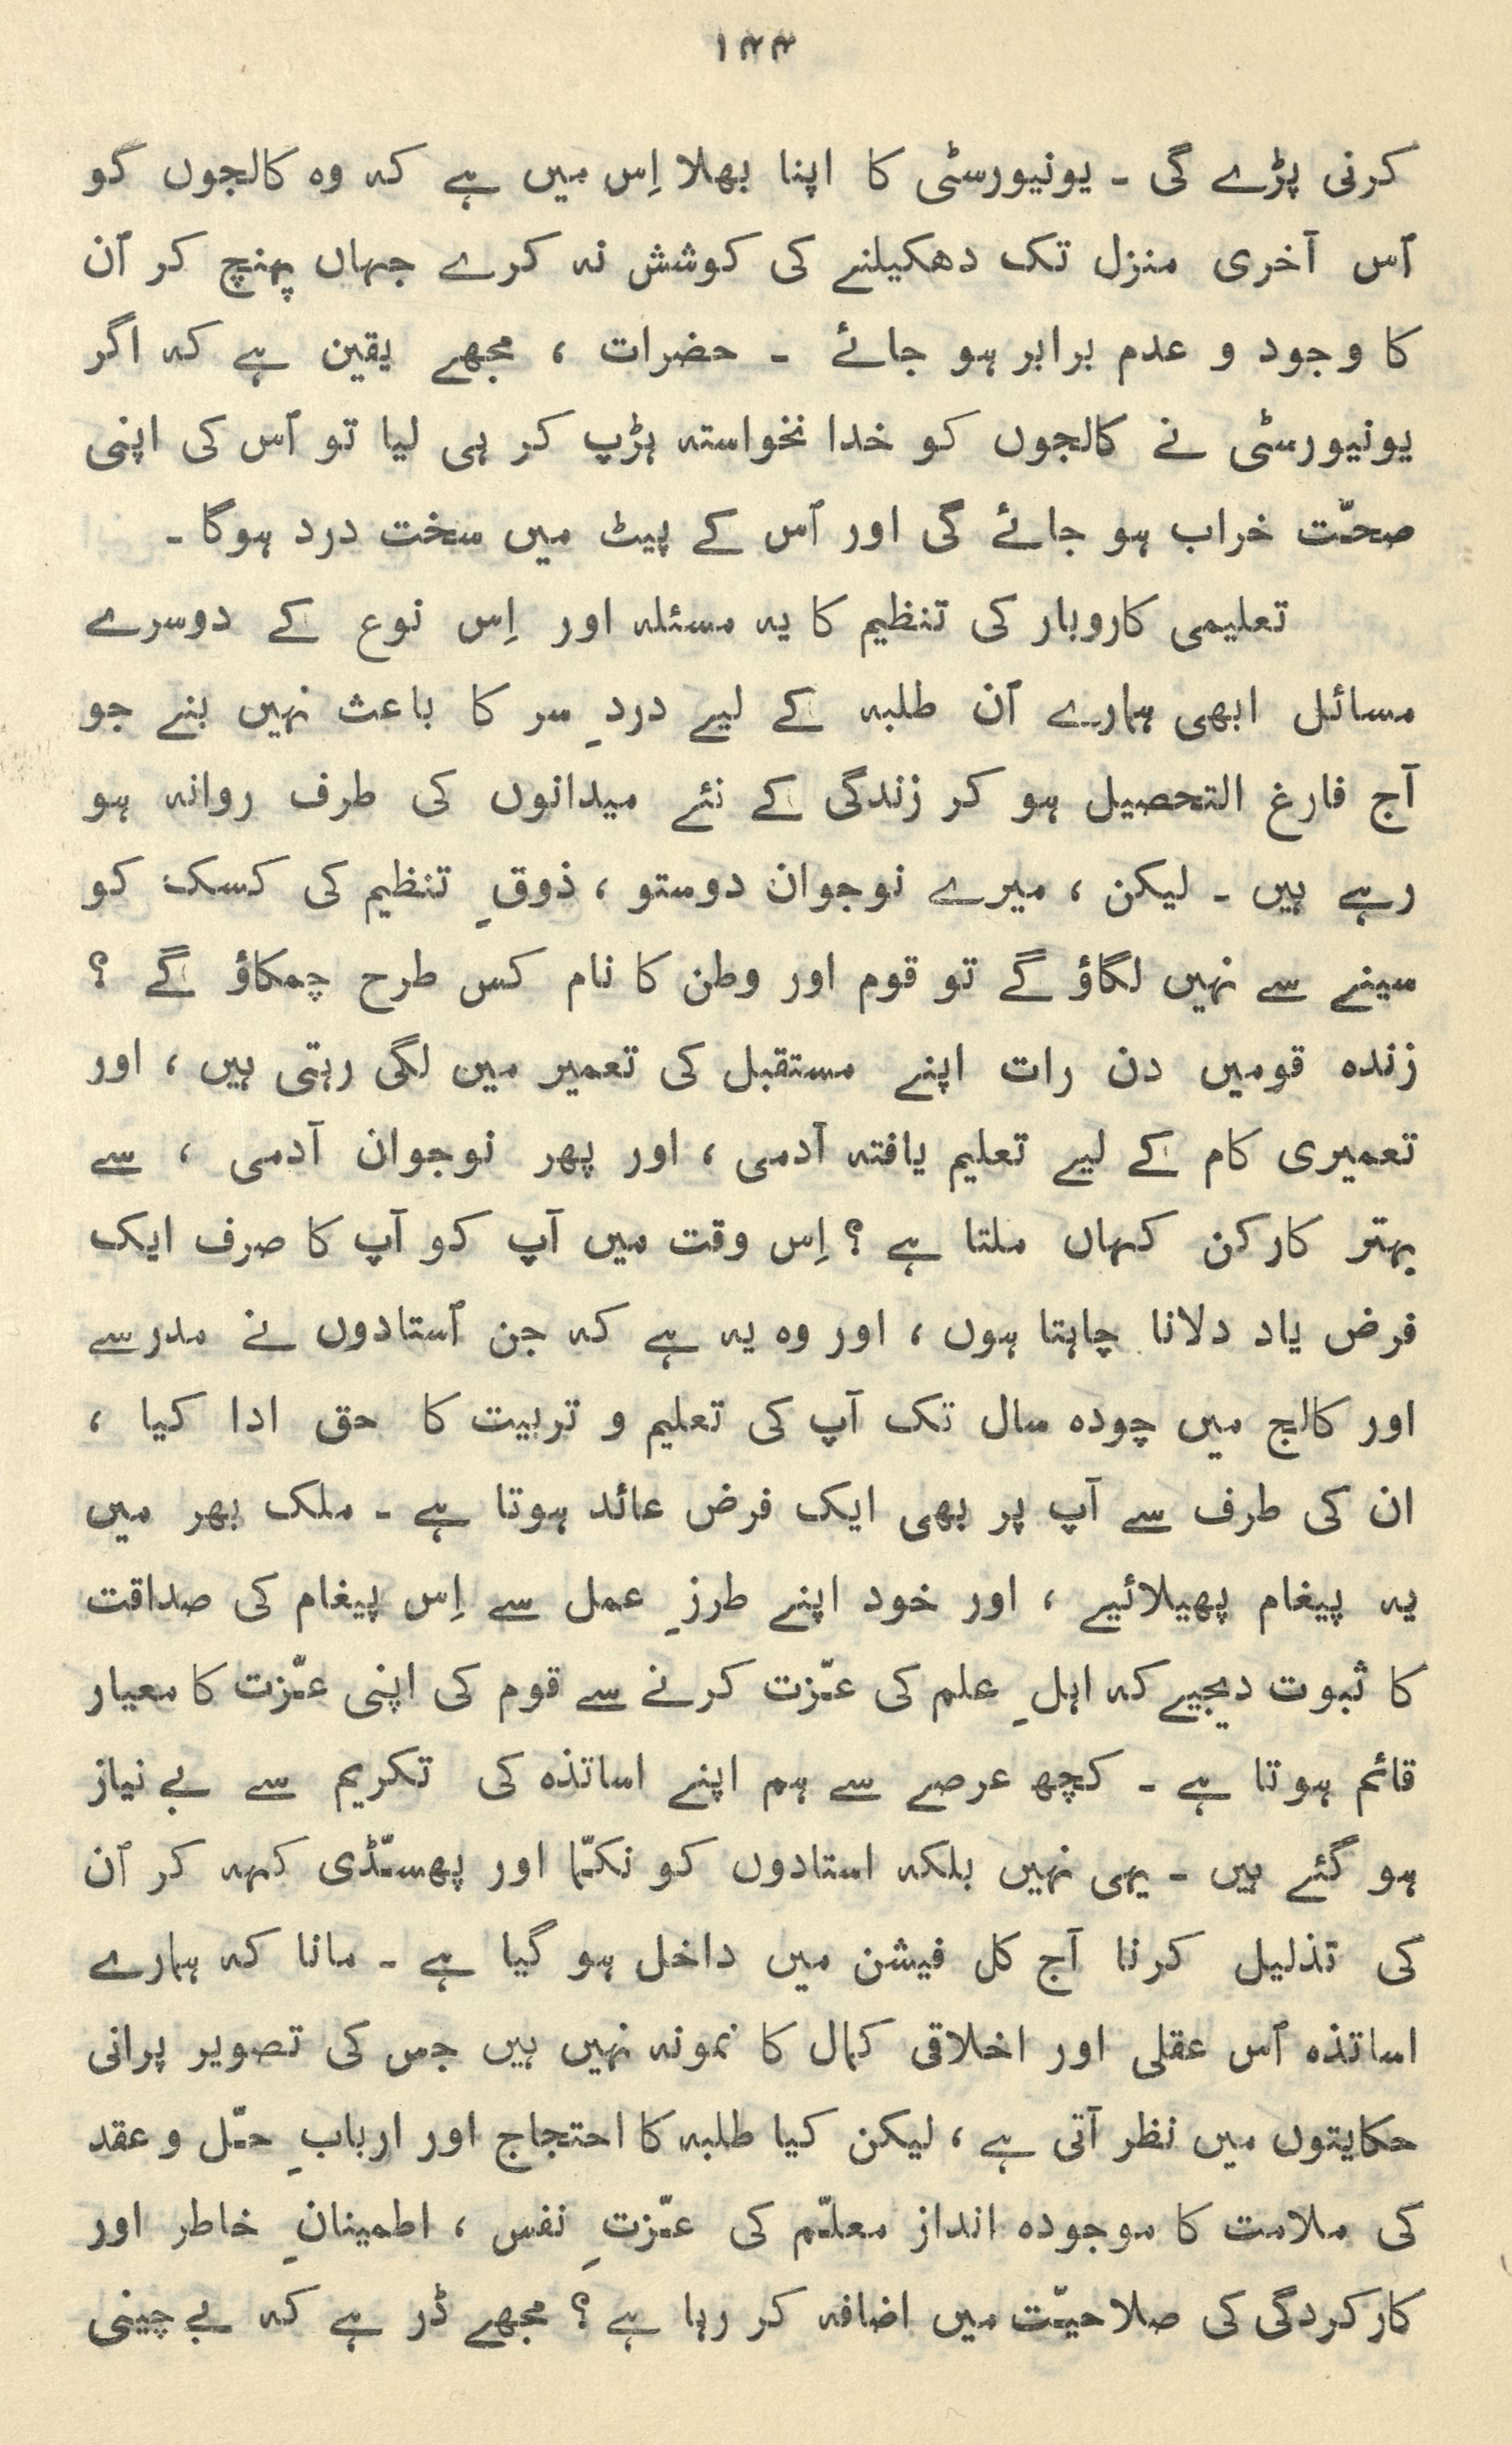 ۱۴۴
کرنی پڑے گی ۔ یونیورسٹی کا اپنا بھلا اِس میں ہے کہ وہ کالجوں کو
اُس آخری منزل تک دھکیلنے کی کوشش نہ کرے جہاں پہنچ کر اُن
کا وجود و عدم برابر ہو جائے ۔ حضرات ، مجھے یقین ہے کہ اگر
یونیورسٹی نے کالجوں کو خدا نخواستہ ہڑپ کر ہی لیا تو اُس کی اپنی
صحّت خراب ہو جائے گی اور اُس کے پیٹ میں سخت درد ہوگا ۔
تعلیمی کاروبار کی تنظیم کا یہ مسئلہ اور اِس نوع کے دوسرے
مسائل ابھی ہمارے اُن طلبہ کے لیے دردِ سر کا باعث نہیں بنے جو
آج فارغ التحصیل ہو کر زندگی کے نئے میدانوں کی طرف روانہ ہو
رہے ہیں ۔ لیکن ، میرے نوجوان دوستو ، ذوقِ تنظیم کی کسک کو
سینے سے نہیں لگاؤ گے تو قوم اور وطن کا نام کس طرح چمکاؤ گے ؟
زندہ قومیں دن رات اپنے مستقبل کی تعمیر میں لگی رہتی ہیں ، اور
تعمیری کام کے لیے تعلیم یافتہ آدمی ، اور پھر نوجوان آدمی ، سے
بہتر کارکن کہاں ملتا ہے ؟ اِس وقت میں آپ کو آپ کا صرف ایک
فرض یاد دلانا چاہتا ہوں ، اور وہ یہ ہے کہ جن اُستادوں نے مدرسے
اور کالج میں چودہ سال تک آپ کی تعلیم و تربیت کا حق ادا کیا ،
ان کی طرف سے آپ پر بھی ایک فرض عائد ہوتا ہے ۔ ملک بھر میں
یہ پیغام پھیلائیے ، اور خود اپنے طرزِ عمل سے اِس پیغام کی صداقت
کا ثبوت دیجیے کہ اہلِ علم کی عزّت کرنے سے قوم کی اپنی عزّت کا معیار
قائم ہوتا ہے ۔ کچھ عرصے سے ہم اپنے اساتذہ کی تکریم سے بے نیاز
ہو گئے ہیں ۔ یہی نہیں بلکہ استادوں کو نکمّا اور پھسڈّی کہہ کر اُن
کی تذلیل کرنا آج کل فیشن میں داخل ہو گیا ہے ۔ مانا کہ ہمارے
اساتذہ اُس عقلی اور اخلاقی کمال کا نمونہ نہیں ہیں جس کی تصویر پرانی
حکایتوں میں نظر آتی ہے ، لیکن کیا طلبہ کا احتجاج اور اربابِ حلّ و عقد
کی ملامت کا موجودہ انداز معلّم کی عزّتِ نفس ، اطمینانِ خاطر اور
کارکردگی کی صلاحیّت میں اضافہ کر رہا ہے ؟ مجھے ڈر ہے کہ بے چینی